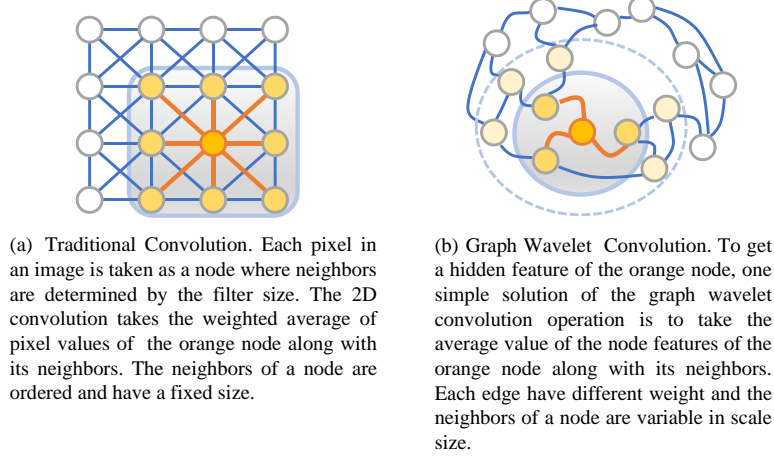 (a) Traditional Convolution. Each pixel in
an image is taken as a node where neighbors
are determined by the filter size. The 2D
convolution takes the weighted average of
pixel values of the orange node along with
its neighbors. The neighbors of a node are
ordered and have a fixed size.
(b) Graph Wavelet Convolution. To get
a hidden feature of the orange node, one
simple solution of the graph wavelet
convolution operation is to take the
average value of the node features of the
orange node along with its neighbors.
Each edge have different weight and the
neighbors of a node are variable in scale
size.